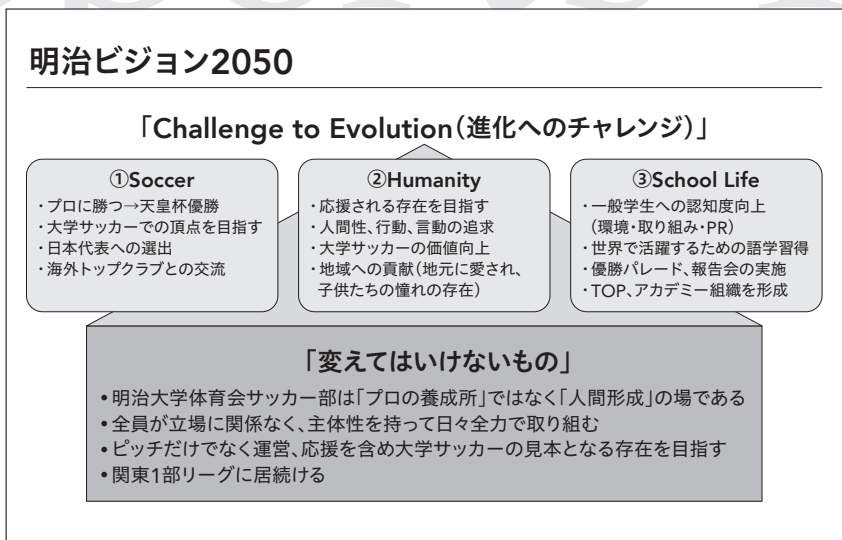 明治ビジョン2050
「Challenge to Evolution(進化へのチャレンジ)」
①Soccer
・プロに勝つ→天皇杯優勝
・大学サッカーでの頂点を目指す
・日本代表への選出
・海外トップクラブとの交流
②Humanity
・応援される存在を目指す
・人間性、行動、言動の追求
・大学サッカーの価値向上
・地域への貢献(地元に愛され、
子供たちの憧れの存在)
③School Life
・一般学生への認知度向上
(環境・取り組み・PR)
・世界で活躍するための語学習得
・優勝パレード、報告会の実施
・TOP、アカデミー組織を形成
「変えてはいけないもの」
•明治大学体育会サッカー部は「プロの養成所」ではなく「人間形成」の場である
•全員が立場に関係なく、主体性を持って日々全力で取り組む
•ピッチだけでなく運営、応援を含め大学サッカーの見本となる存在を目指す
•関東1部リーグに居続ける